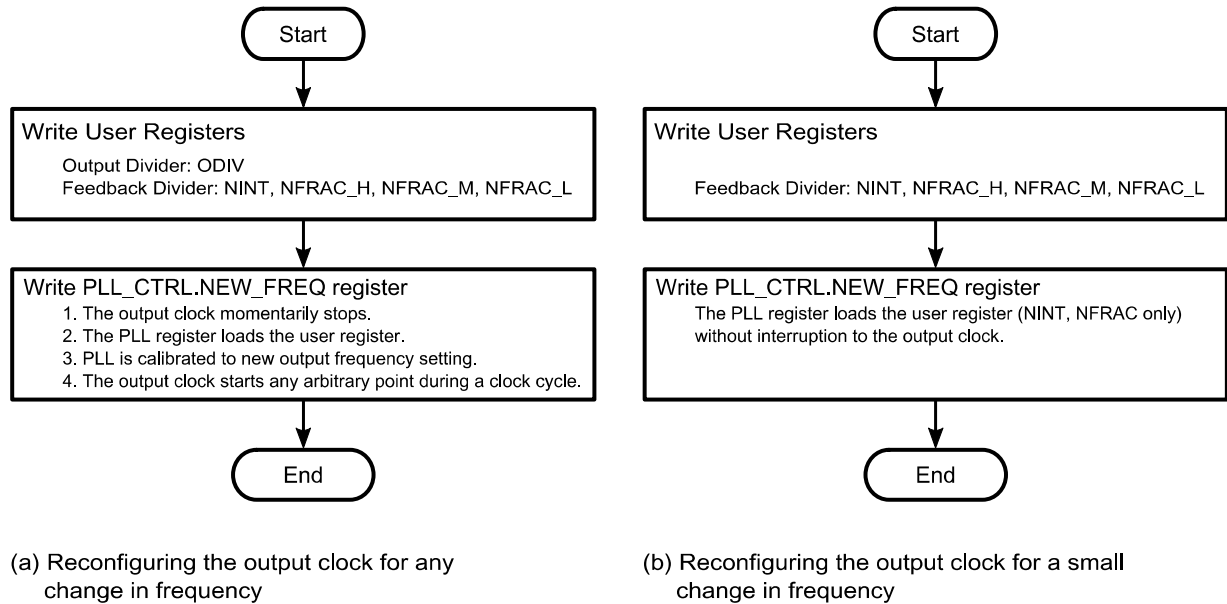 Start
Write User Registers
Output Divider: ODIV
Feedback Divider: NINT, NFRAC_H, NFRAC_M, NFRAC_L
Write PLL_CTRL.NEW_FREQ register
1. The output clock momentarily stops.
2. The PLL register loads the user register.
3. PLL is calibrated to new output frequency setting.
4. The output clock starts any arbitrary point during a clock cycle.
End
(a) Reconfiguring the output clock for any
change in frequency
Start
Write User Registers
Feedback Divider: NINT, NFRAC_H, NFRAC_M, NFRAC_L
Write PLL_CTRL.NEW_FREQ register
The PLL register loads the user register (NINT, NFRAC only)
without interruption to the output clock.
End
(b) Reconfiguring the output clock for a small
change in frequency